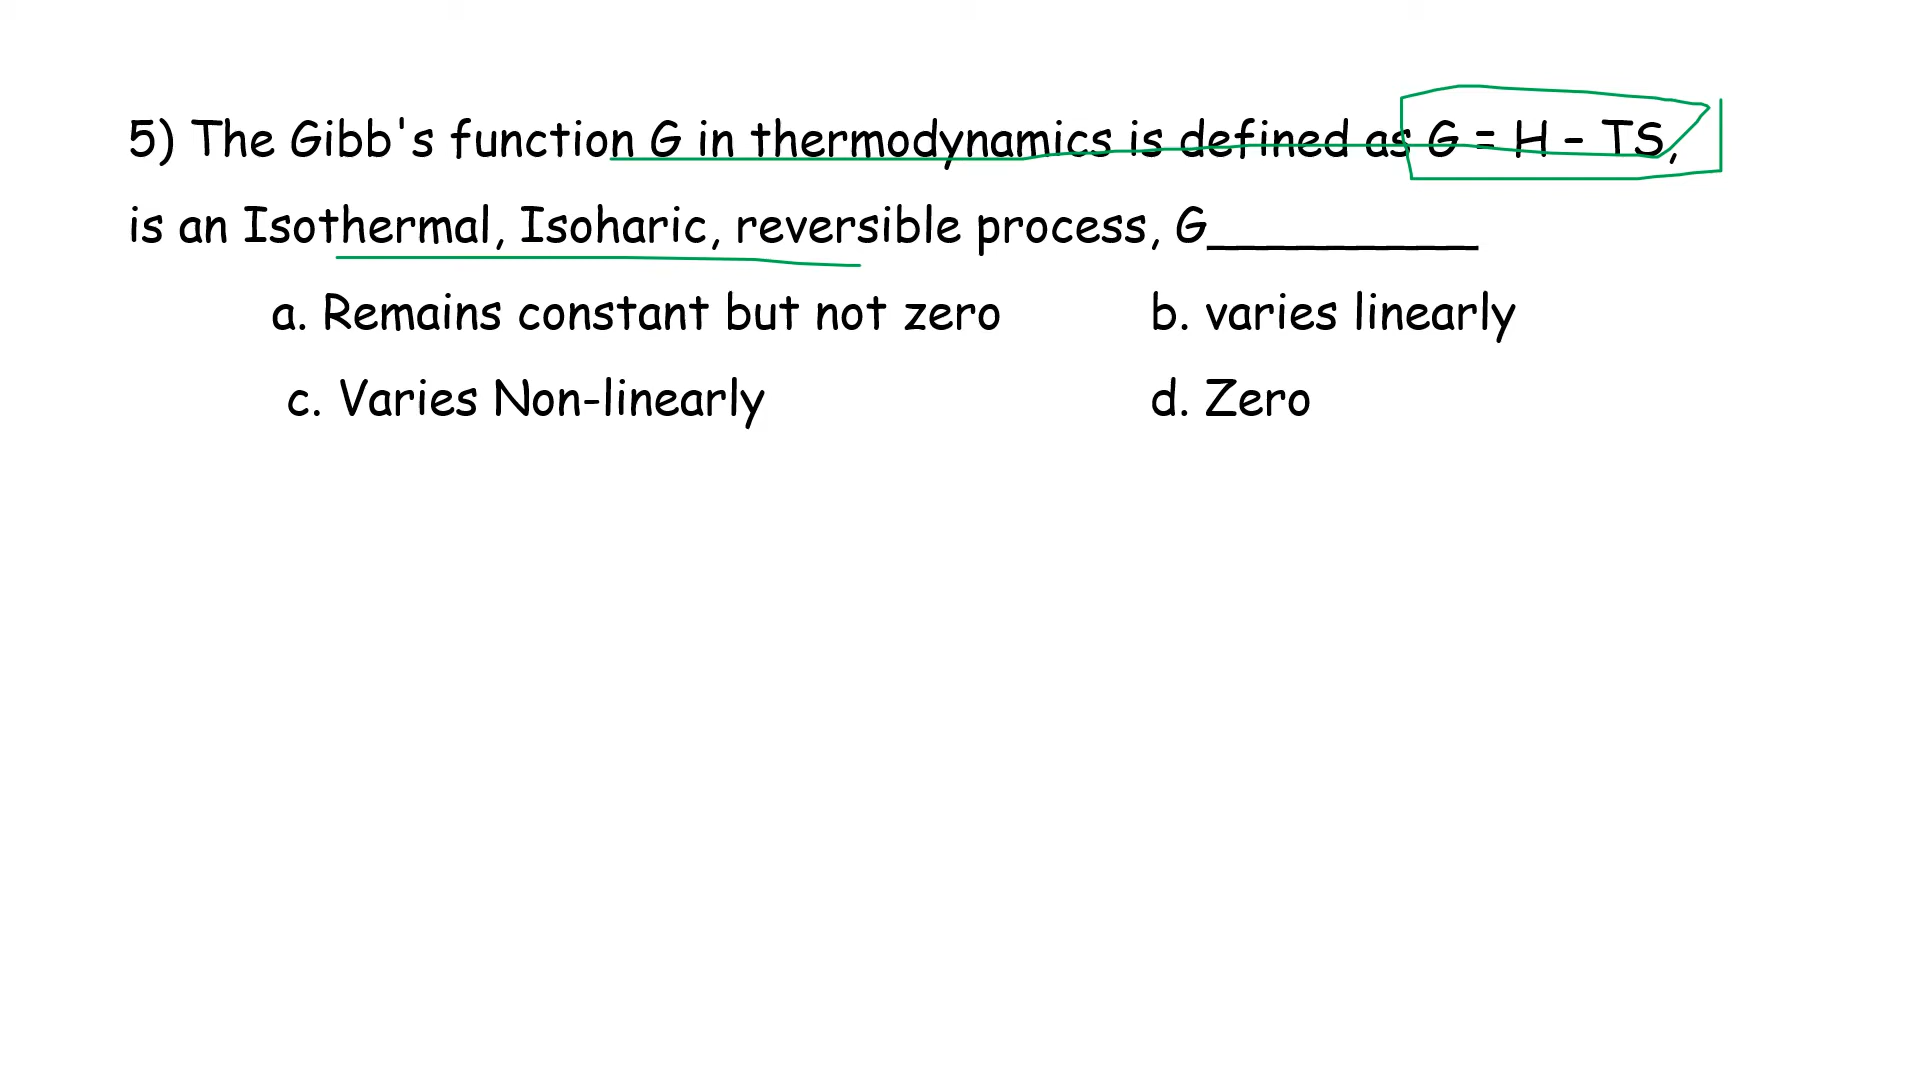 5) The Gibb's function G in thermodynamics is defined as G = H – TS,
is an Isothermal, Isoharic, reversible process, G__________
a. Remains constant but not zero b. varies linearly
c. Varies Non-linearly d. Zero